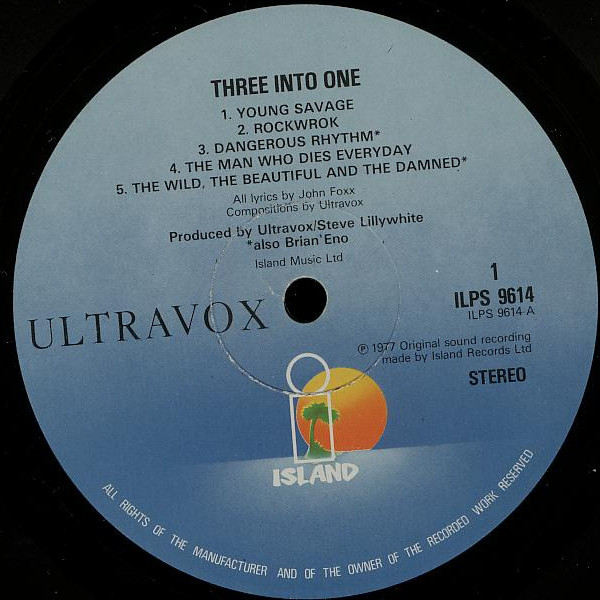 THREE INTO ONE
1. YOUNG SAVAGE
2. ROCKWROK
3. DANGEROUS RHYTHM*
4. THE MAN WHO DIES EVERYDAY
5. THE WILD, THE BEAUTIFUL AND THE DAMNED*
All lyrics by John Foxx
Compositions by Ultravox
Produced by Ultravox/Steve Lillywhite
*also Brian Eno
Island Music Ltd
ULTRAVOX
1
ILPS 9614
ILPS 9614-A
℗ 1977 Original sound recording
made by Island Records Ltd
STEREO
ISLAND
ALL RIGHTS OF THE MANUFACTURER AND OF THE OWNER OF THE RECORDED WORK RESERVED